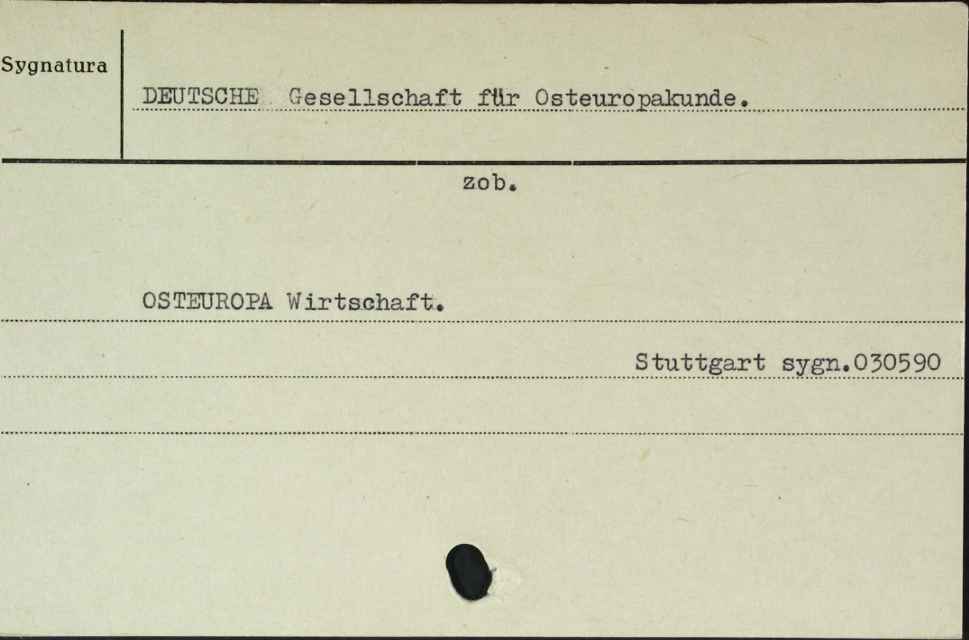 Sygnatura
DEUTSCHE Gesellschaft für Osteuropakunde.
zob.
OSTEUROPA Wirtschaft.
Stuttgart sygn.030590